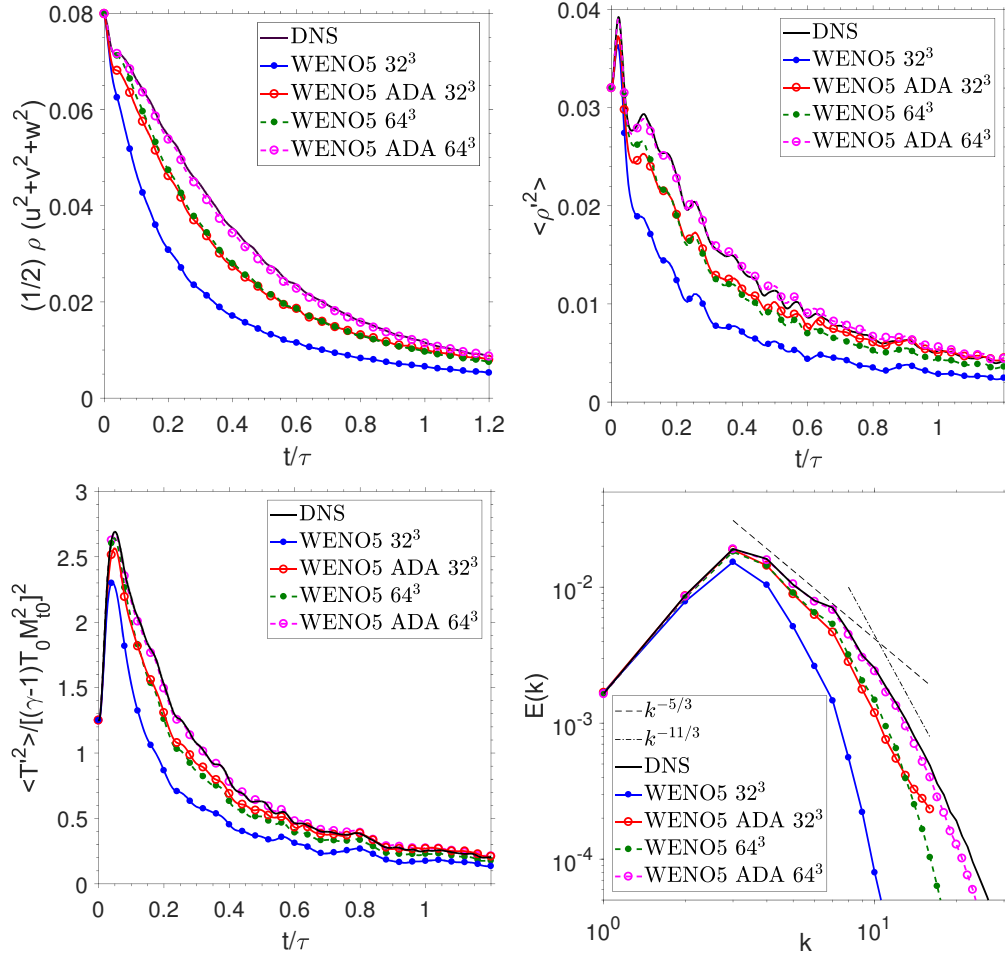 0.08
0.06
0.04
0.02
0
(1/2) ρ (u²+v²+w²)
0 0.2 0.4 0.6 0.8 1 1.2
t/τ
DNS
WENO5 32³
WENO5 ADA 32³
WENO5 64³
WENO5 ADA 64³
0.04
0.03
0.02
0.01
0
<ρ'²>
0 0.2 0.4 0.6 0.8 1
t/τ
DNS
WENO5 32³
WENO5 ADA 32³
WENO5 64³
WENO5 ADA 64³
3
2.5
2
1.5
1
0.5
0
<T'²>/[(γ-1)T₀M²ₜ₀]²
0 0.2 0.4 0.6 0.8 1
t/τ
DNS
WENO5 32³
WENO5 ADA 32³
WENO5 64³
WENO5 ADA 64³
10⁻²
10⁻³
10⁻⁴
E(k)
10⁰ 10¹
k
k⁻⁵ᐟ³
k⁻¹¹ᐟ³
DNS
WENO5 32³
WENO5 ADA 32³
WENO5 64³
WENO5 ADA 64³